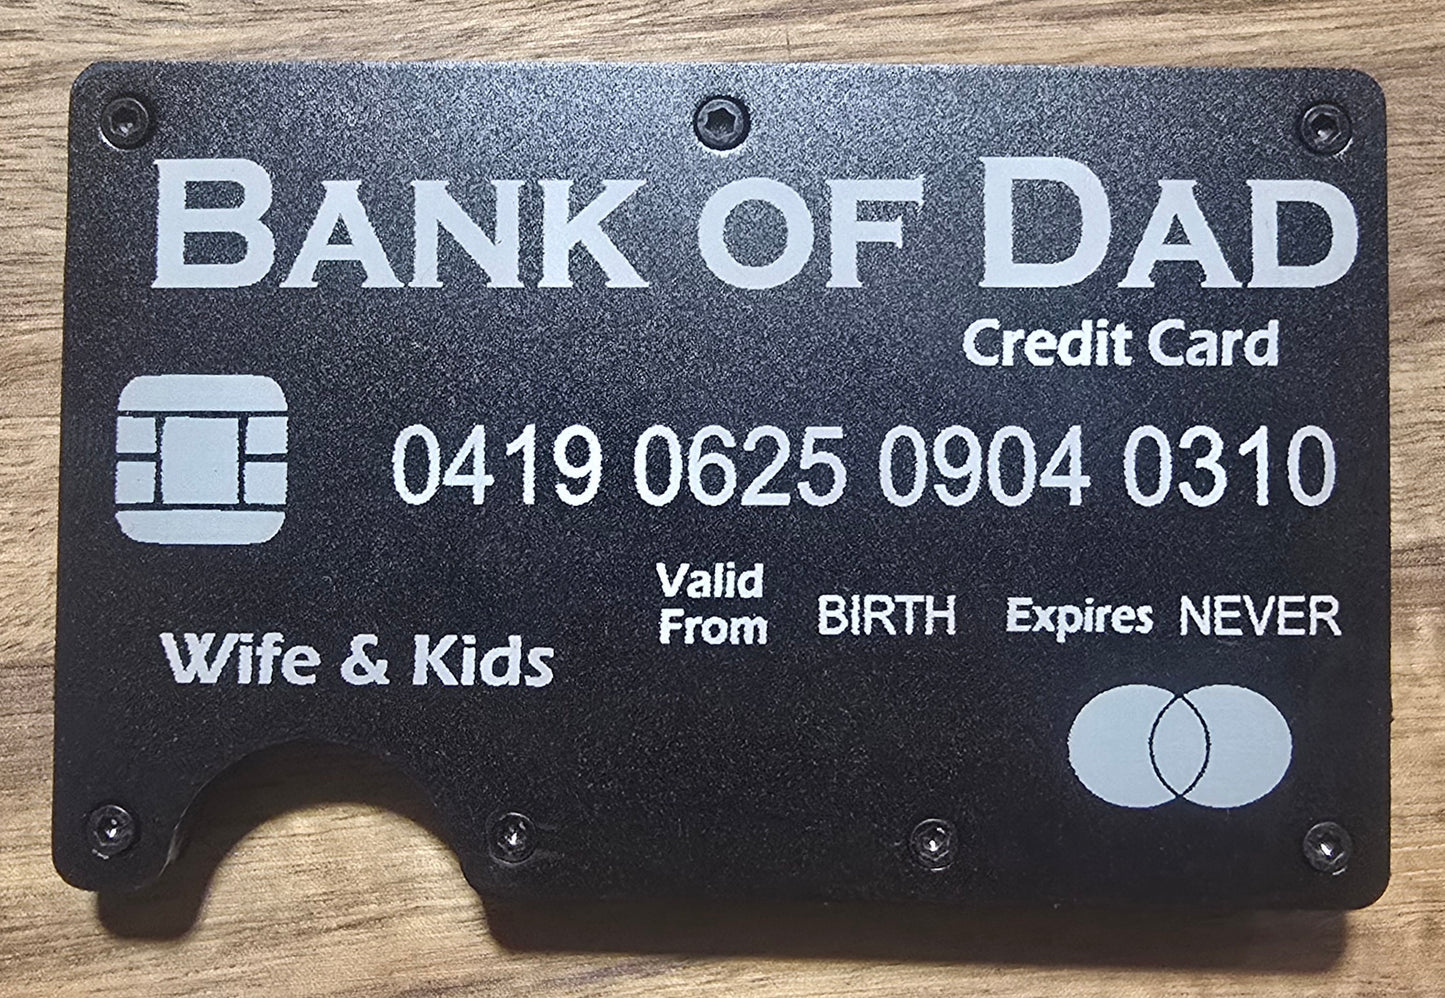 BANK OF DAD
Credit Card
0419 0625 0904 0310
Valid From BIRTH Expires NEVER
Wife & Kids